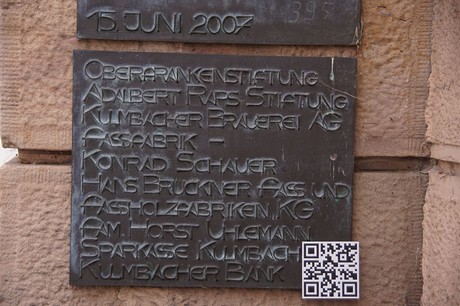 15. JUNI 2007
OBERFRANKENSTIFTUNG
ADALBERT RAPS STIFTUNG
KULMBACHER BRAUEREI AG
FASSFABRIK –
KONRAD SCHAUER
HANS BRÜCKNER FASS UND
FASSHOLZFABRIKEN, KG
FAM. HORST UHLEMANN
SPARKASSE KULMBACH
KULMBACHER BANK